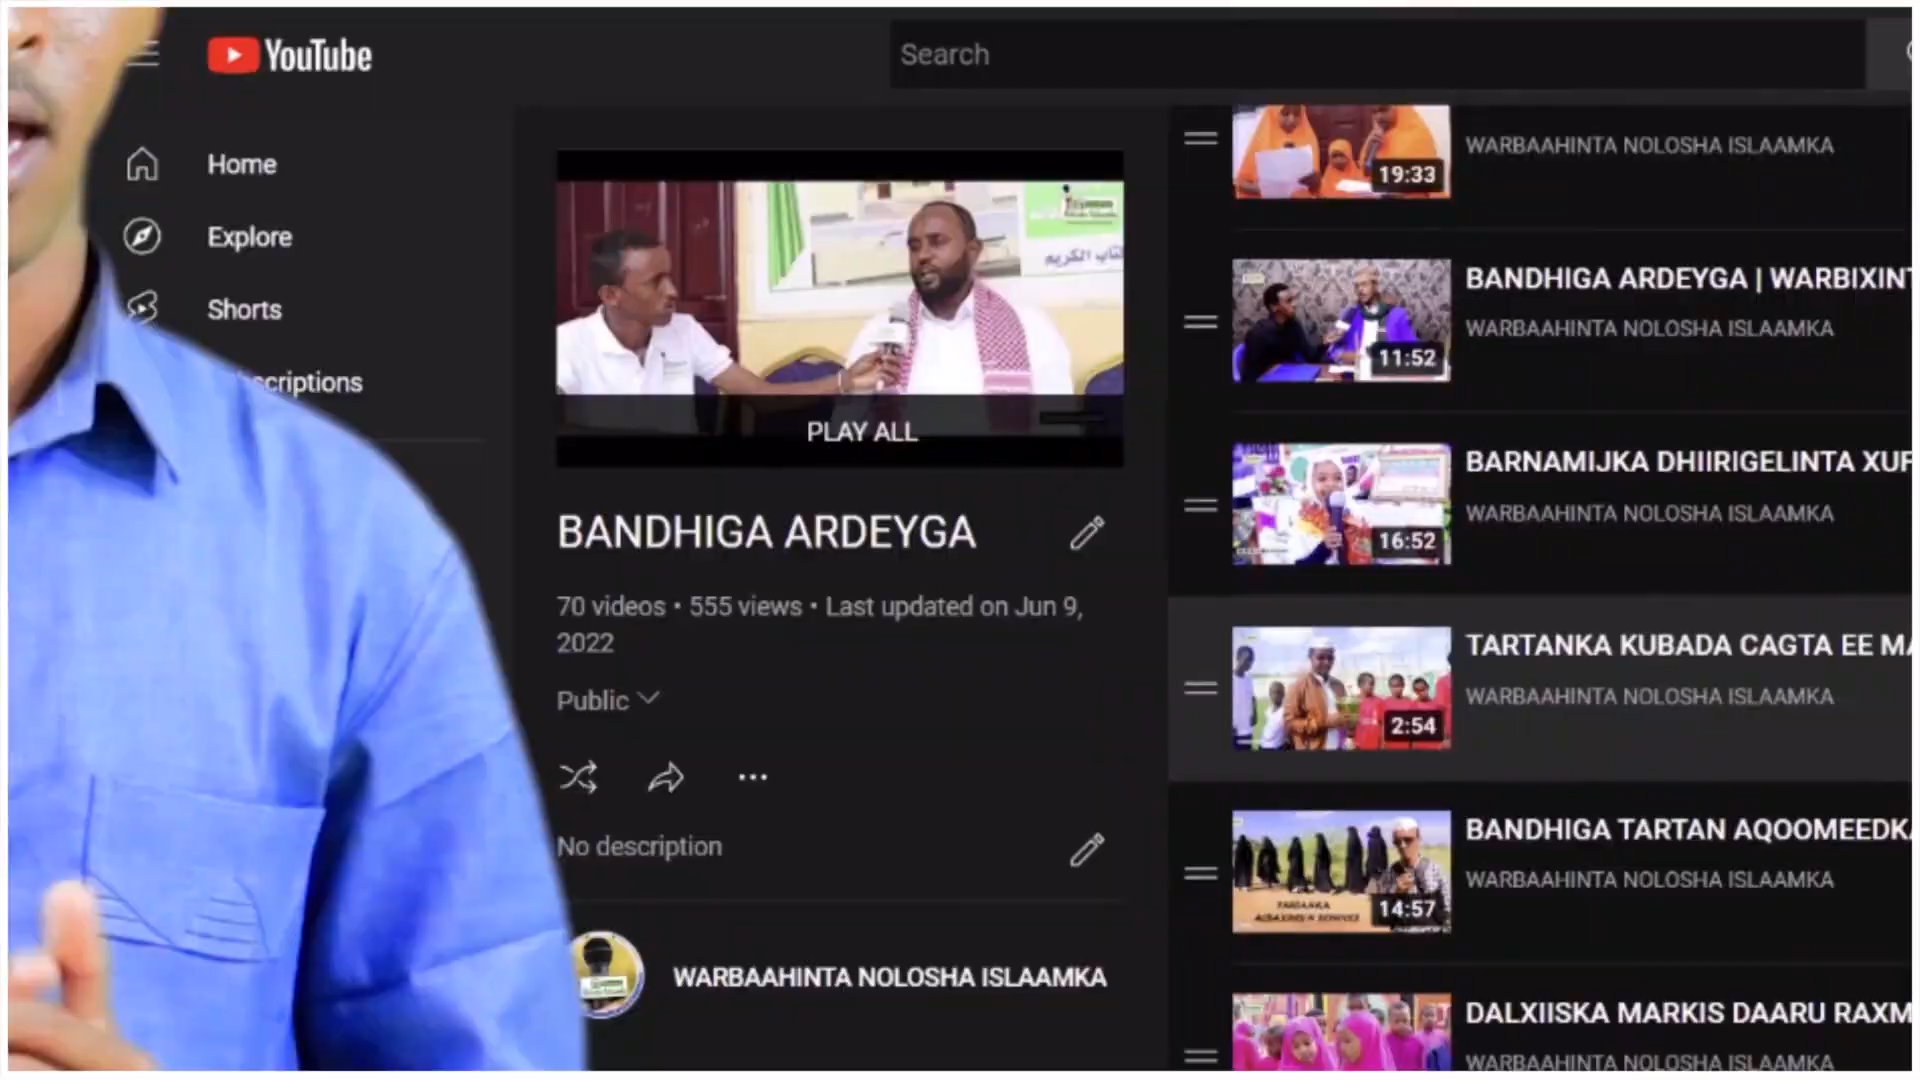 YouTube
Search
Home
Explore
Shorts
scriptions
الكريم
PLAY ALL
BANDHIGA ARDEYGA
70 videos • 555 views • Last updated on Jun 9,
2022
Public
No description
WARBAAHINTA NOLOSHA ISLAAMKA
19:33
WARBAAHINTA NOLOSHA ISLAAMKA
11:52
BANDHIGA ARDEYGA | WARBIXINT
WARBAAHINTA NOLOSHA ISLAAMKA
16:52
BARNAMIJKA DHIIRIGELINTA XUF
WARBAAHINTA NOLOSHA ISLAAMKA
2:54
TARTANKA KUBADA CAGTA EE MA
WARBAAHINTA NOLOSHA ISLAAMKA
14:57
BANDHIGA TARTAN AQOOMEEDKA
WARBAAHINTA NOLOSHA ISLAAMKA
DALXIISKA MARKIS DAARU RAXM
WARBAAHINTA NOLOSHA ISLAAMKA